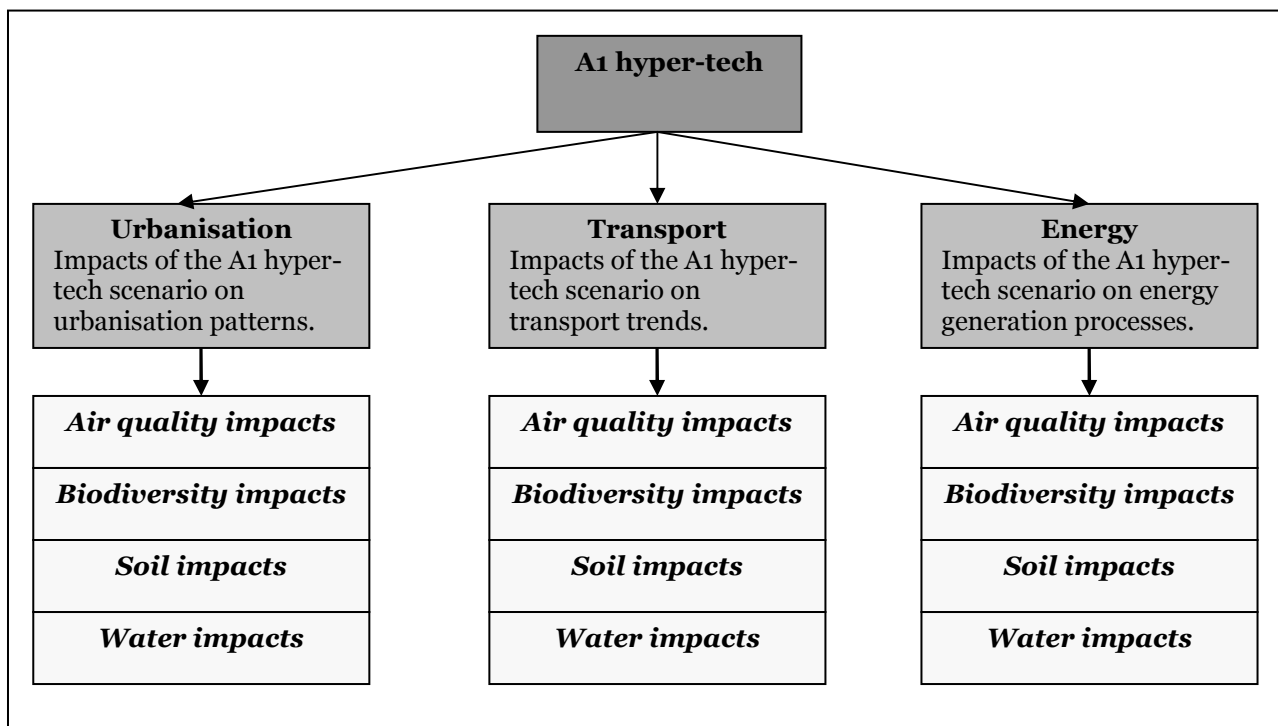 A1 hyper-tech
Urbanisation
Impacts of the A1 hyper-
tech scenario on
urbanisation patterns.
Air quality impacts
Biodiversity impacts
Soil impacts
Water impacts
Transport
Impacts of the A1 hyper-
tech scenario on
transport trends.
Air quality impacts
Biodiversity impacts
Soil impacts
Water impacts
Energy
Impacts of the A1 hyper-
tech scenario on energy
generation processes.
Air quality impacts
Biodiversity impacts
Soil impacts
Water impacts